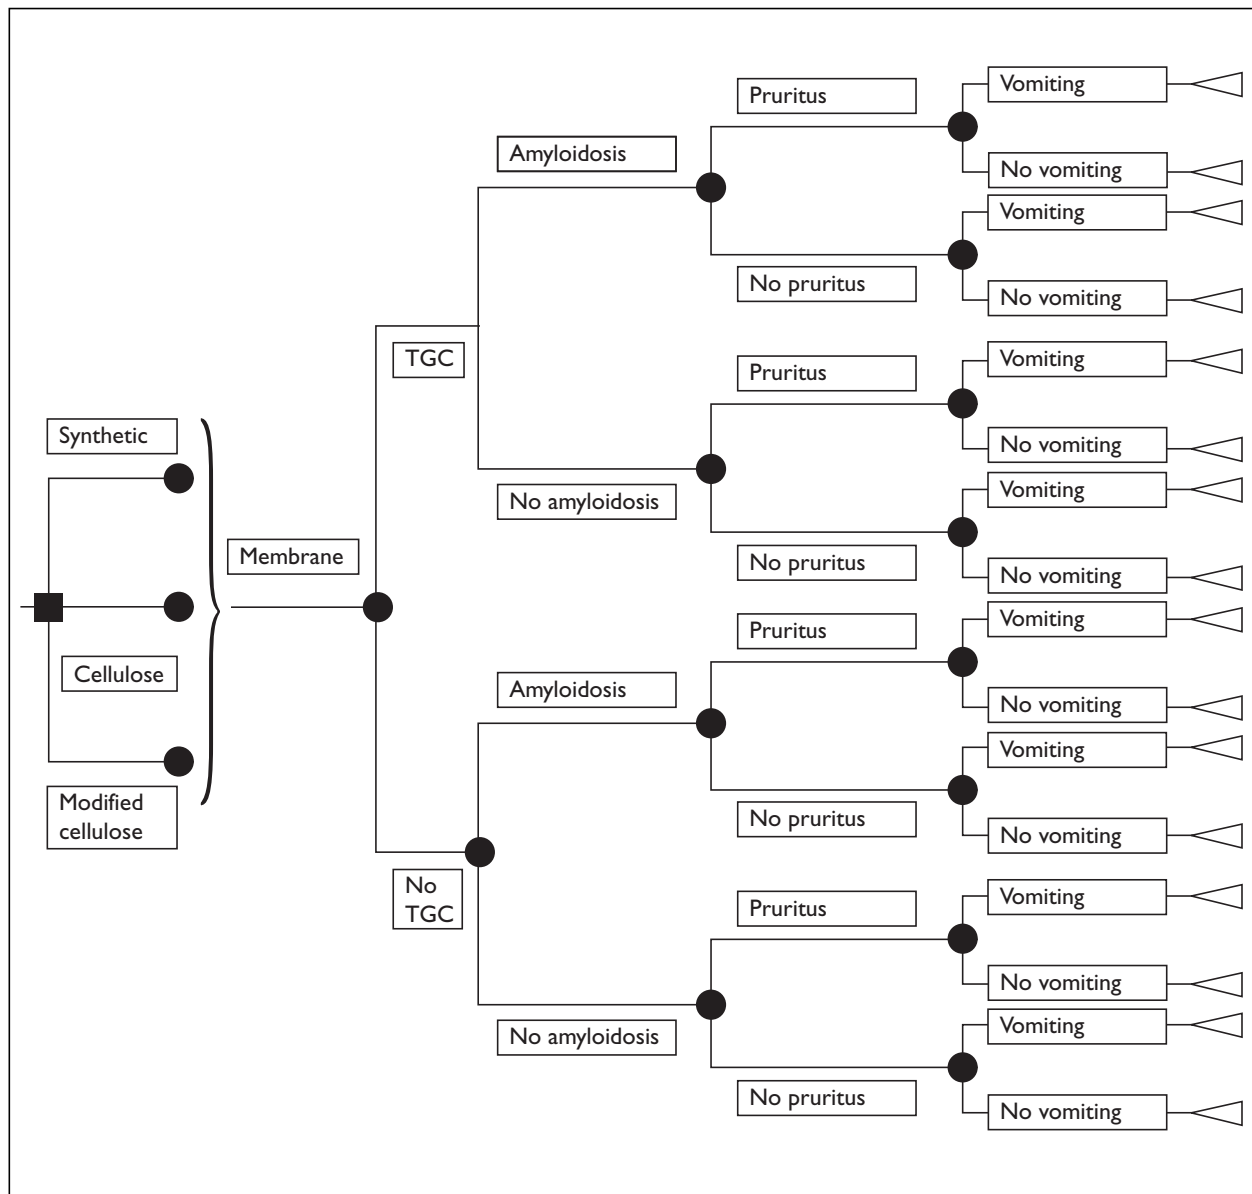 Vomiting
Pruritus
Amyloidosis
No vomiting
Vomiting
No pruritus
No vomiting
TGC
Vomiting
Pruritus
Synthetic
No vomiting
Vomiting
No amyloidosis
Membrane
No pruritus
No vomiting
Vomiting
Pruritus
Cellulose
Amyloidosis
No vomiting
Vomiting
Modified
cellulose
No pruritus
No vomiting
No
TGC
Vomiting
Pruritus
No vomiting
Vomiting
No amyloidosis
No pruritus
No vomiting